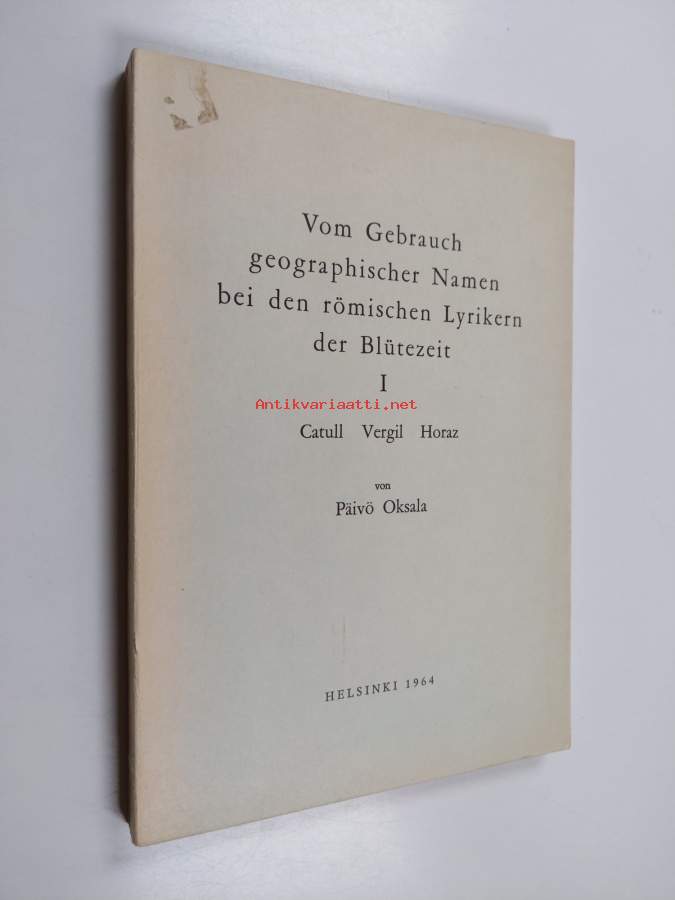 Vom Gebrauch
geographischer Namen
bei den römischen Lyrikern
der Blütezeit
I
Antikvariaatti.net
Catull Vergil Horaz
von
Päivö Oksala
HELSINKI 1964